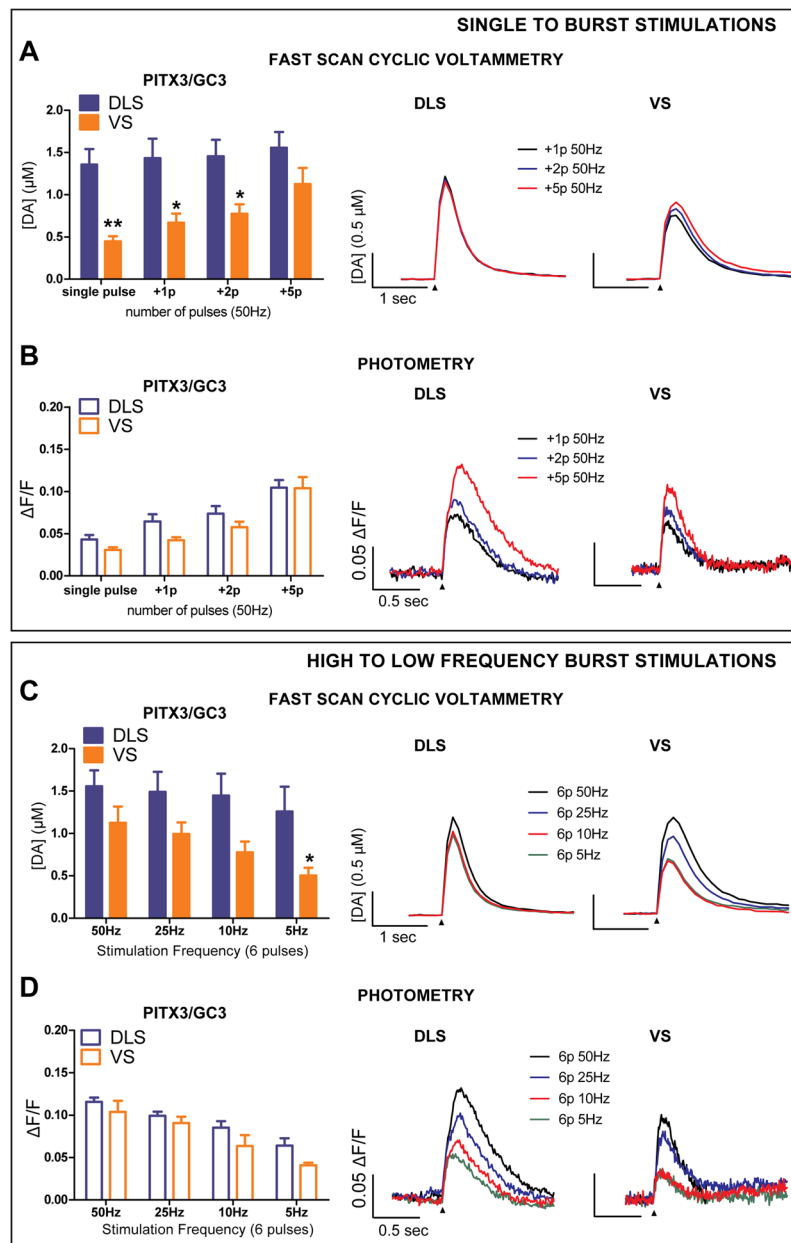 SINGLE TO BURST STIMULATIONS
A
FAST SCAN CYCLIC VOLTAMMETRY
PITX3/GC3
DLS
VS
[DA] (µM)
2.0
1.5
1.0
0.5
0.0
**
*
*
single pulse +1p +2p +5p
number of pulses (50Hz)
DLS
VS
+1p 50Hz
+2p 50Hz
+5p 50Hz
[DA] (0.5 µM)
1 sec
B
PHOTOMETRY
PITX3/GC3
DLS
VS
ΔF/F
0.20
0.15
0.10
0.05
0.00
single pulse +1p +2p +5p
number of pulses (50Hz)
DLS
VS
+1p 50Hz
+2p 50Hz
+5p 50Hz
0.05 ΔF/F
0.5 sec
HIGH TO LOW FREQUENCY BURST STIMULATIONS
C
FAST SCAN CYCLIC VOLTAMMETRY
PITX3/GC3
DLS
VS
[DA] (µM)
2.0
1.5
1.0
0.5
0.0
*
50Hz 25Hz 10Hz 5Hz
Stimulation Frequency (6 pulses)
DLS
VS
6p 50Hz
6p 25Hz
6p 10Hz
6p 5Hz
[DA] (0.5 µM)
1 sec
D
PHOTOMETRY
PITX3/GC3
DLS
VS
ΔF/F
0.20
0.15
0.10
0.05
0.00
50Hz 25Hz 10Hz 5Hz
Stimulation Frequency (6 pulses)
DLS
VS
6p 50Hz
6p 25Hz
6p 10Hz
6p 5Hz
0.05 ΔF/F
0.5 sec